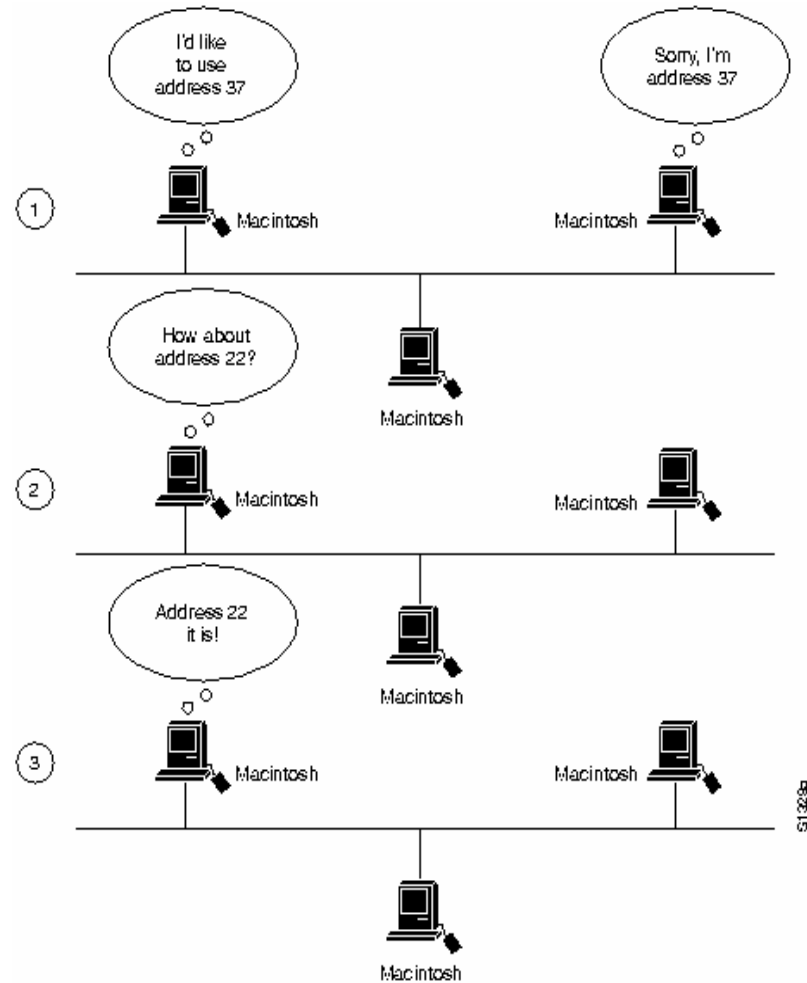 I'd like
to use
address 37
Sorry, I'm
address 37
1
Macintosh
Macintosh
Macintosh
How about
address 22?
2
Macintosh
Macintosh
Macintosh
Address 22
it is!
3
Macintosh
Macintosh
Macintosh
S1329a